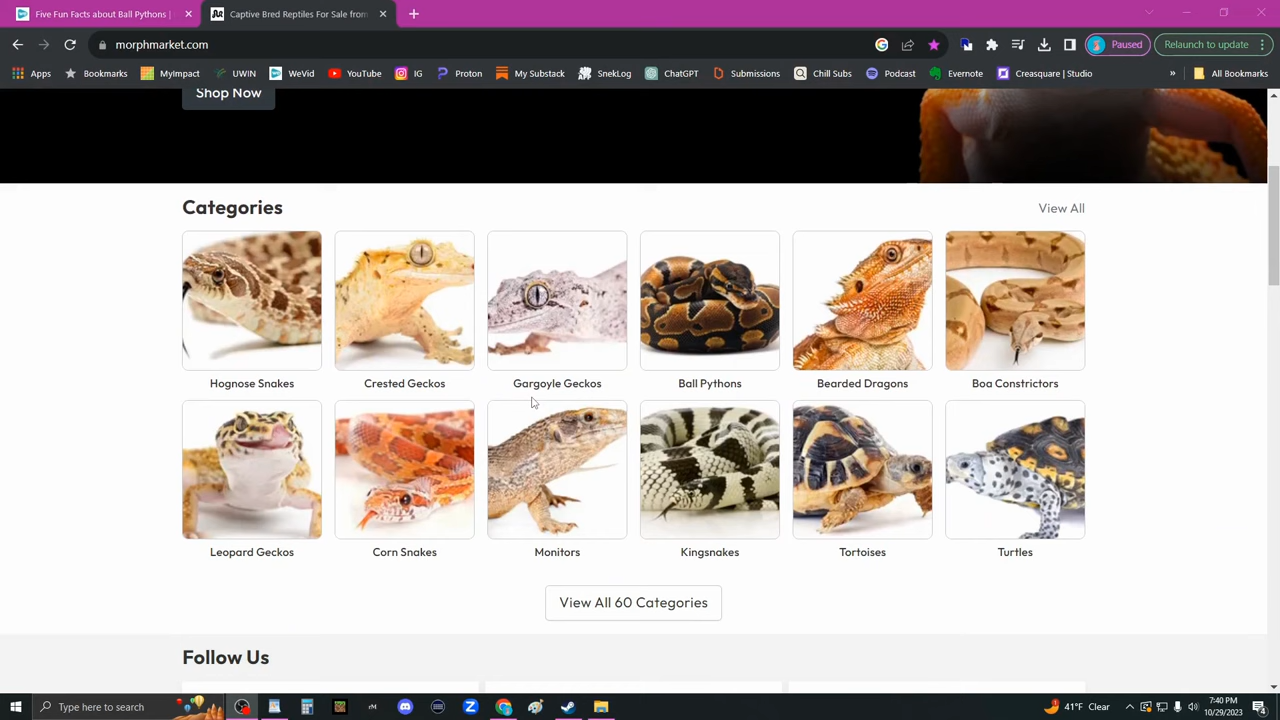 Five Fun Facts about Ball Pythons |
Captive Bred Reptiles For Sale from
morphmarket.com
Paused
Relaunch to update
Apps
Bookmarks
MyImpact
UWIN
WeVid
YouTube
IG
Proton
My Substack
SnekLog
ChatGPT
Submissions
Chill Subs
Podcast
Evernote
Creasquare | Studio
»
All Bookmarks
Shop Now
Categories
View All
Hognose Snakes
Crested Geckos
Gargoyle Geckos
Ball Pythons
Bearded Dragons
Boa Constrictors
Leopard Geckos
Corn Snakes
Monitors
Kingsnakes
Tortoises
Turtles
View All 60 Categories
Follow Us
Type here to search
41°F Clear
7:40 PM
10/29/2023